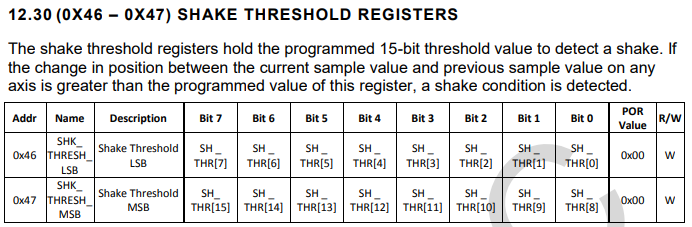 12.30 (0X46 – 0X47) SHAKE THRESHOLD REGISTERS
The shake threshold registers hold the programmed 15-bit threshold value to detect a shake. If
the change in position between the current sample value and previous sample value on any
axis is greater than the programmed value of this register, a shake condition is detected.
Addr Name Description Bit 7 Bit 6 Bit 5 Bit 4 Bit 3 Bit 2 Bit 1 Bit 0 POR Value R/W
0x46 SHK_ THRESH_ LSB Shake Threshold LSB SH_ THR[7] SH_ THR[6] SH_ THR[5] SH_ THR[4] SH_ THR[3] SH_ THR[2] SH_ THR[1] SH_ THR[0] 0x00 W
0x47 SHK_ THRESH_ MSB Shake Threshold MSB SH_ THR[15] SH_ THR[14] SH_ THR[13] SH_ THR[12] SH_ THR[11] SH_ THR[10] SH_ THR[9] SH_ THR[8] 0x00 W